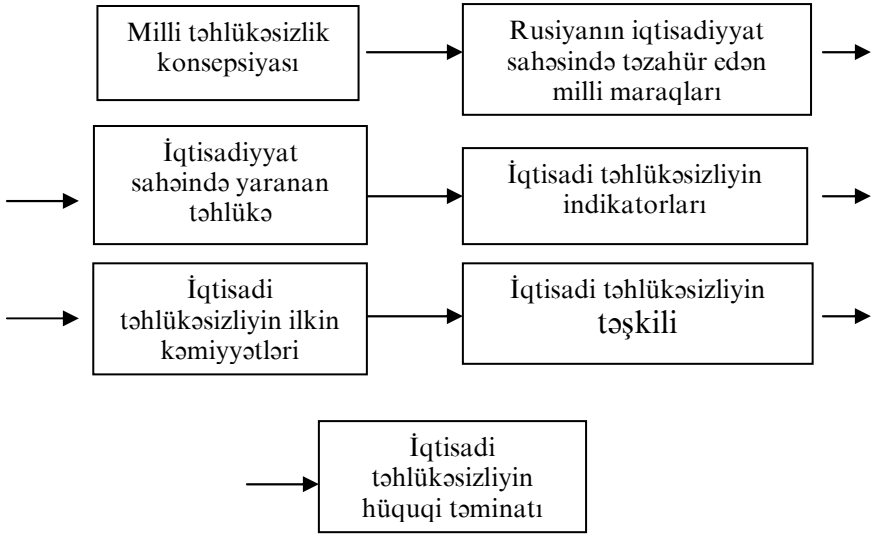 Milli təhlükəsizlik
konsepsiyası
Rusiyanın iqtisadiyyat
sahəsində təzahür edən
milli maraqları
İqtisadiyyat
sahəində yaranan
təhlükə
İqtisadi təhlükəsizliyin
indikatorları
İqtisadi
təhlükəsizliyin ilkin
kəmiyyətləri
İqtisadi təhlükəsizliyin
təşkili
İqtisadi
təhlükəsizliyin
hüquqi təminatı